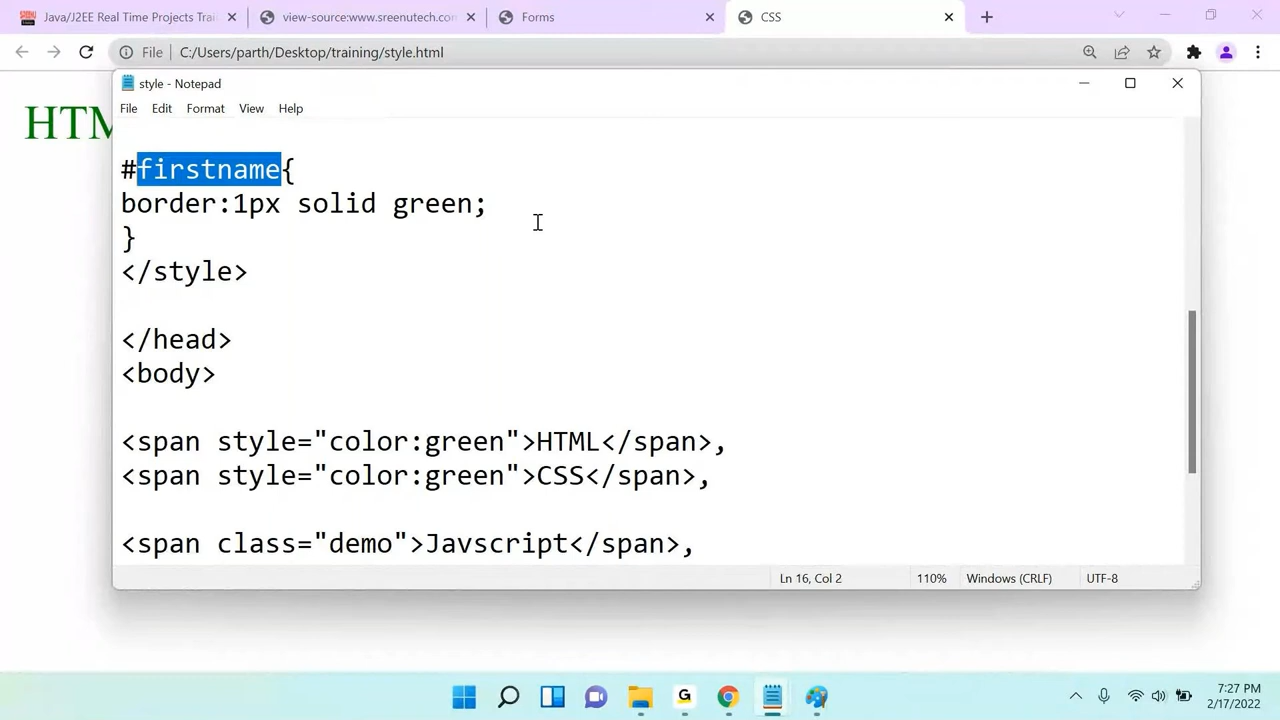 Java/J2EE Real Time Projects Trai
view-source:www.sreenutech.com
Forms
CSS
File
C:/Users/parth/Desktop/training/style.html
HTM
style - Notepad
File Edit Format View Help
#firstname{
border:1px solid green;
}
</style>
</head>
<body>
<span style="color:green">HTML</span>,
<span style="color:green">CSS</span>,
<span class="demo">Javscript</span>,
Ln 16, Col 2 110% Windows (CRLF) UTF-8
G
7:27 PM
2/17/2022